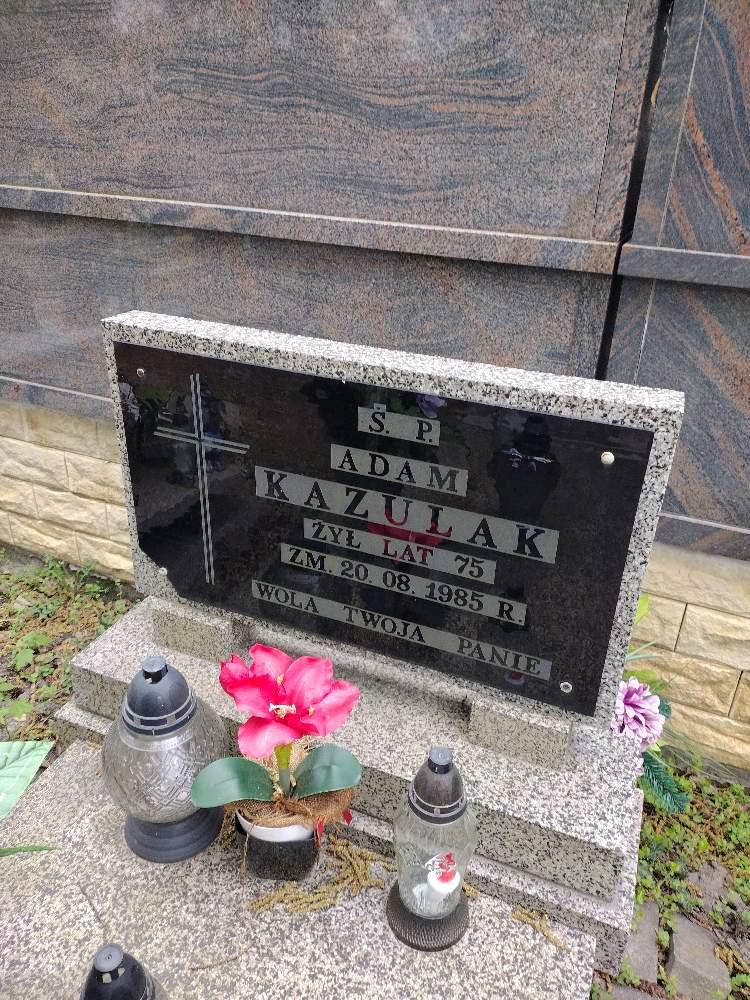 Ś. P.
ADAM
KAZULAK
ŻYŁ LAT 75
ZM. 20. 08. 1985 R.
WOLA TWOJA PANIE